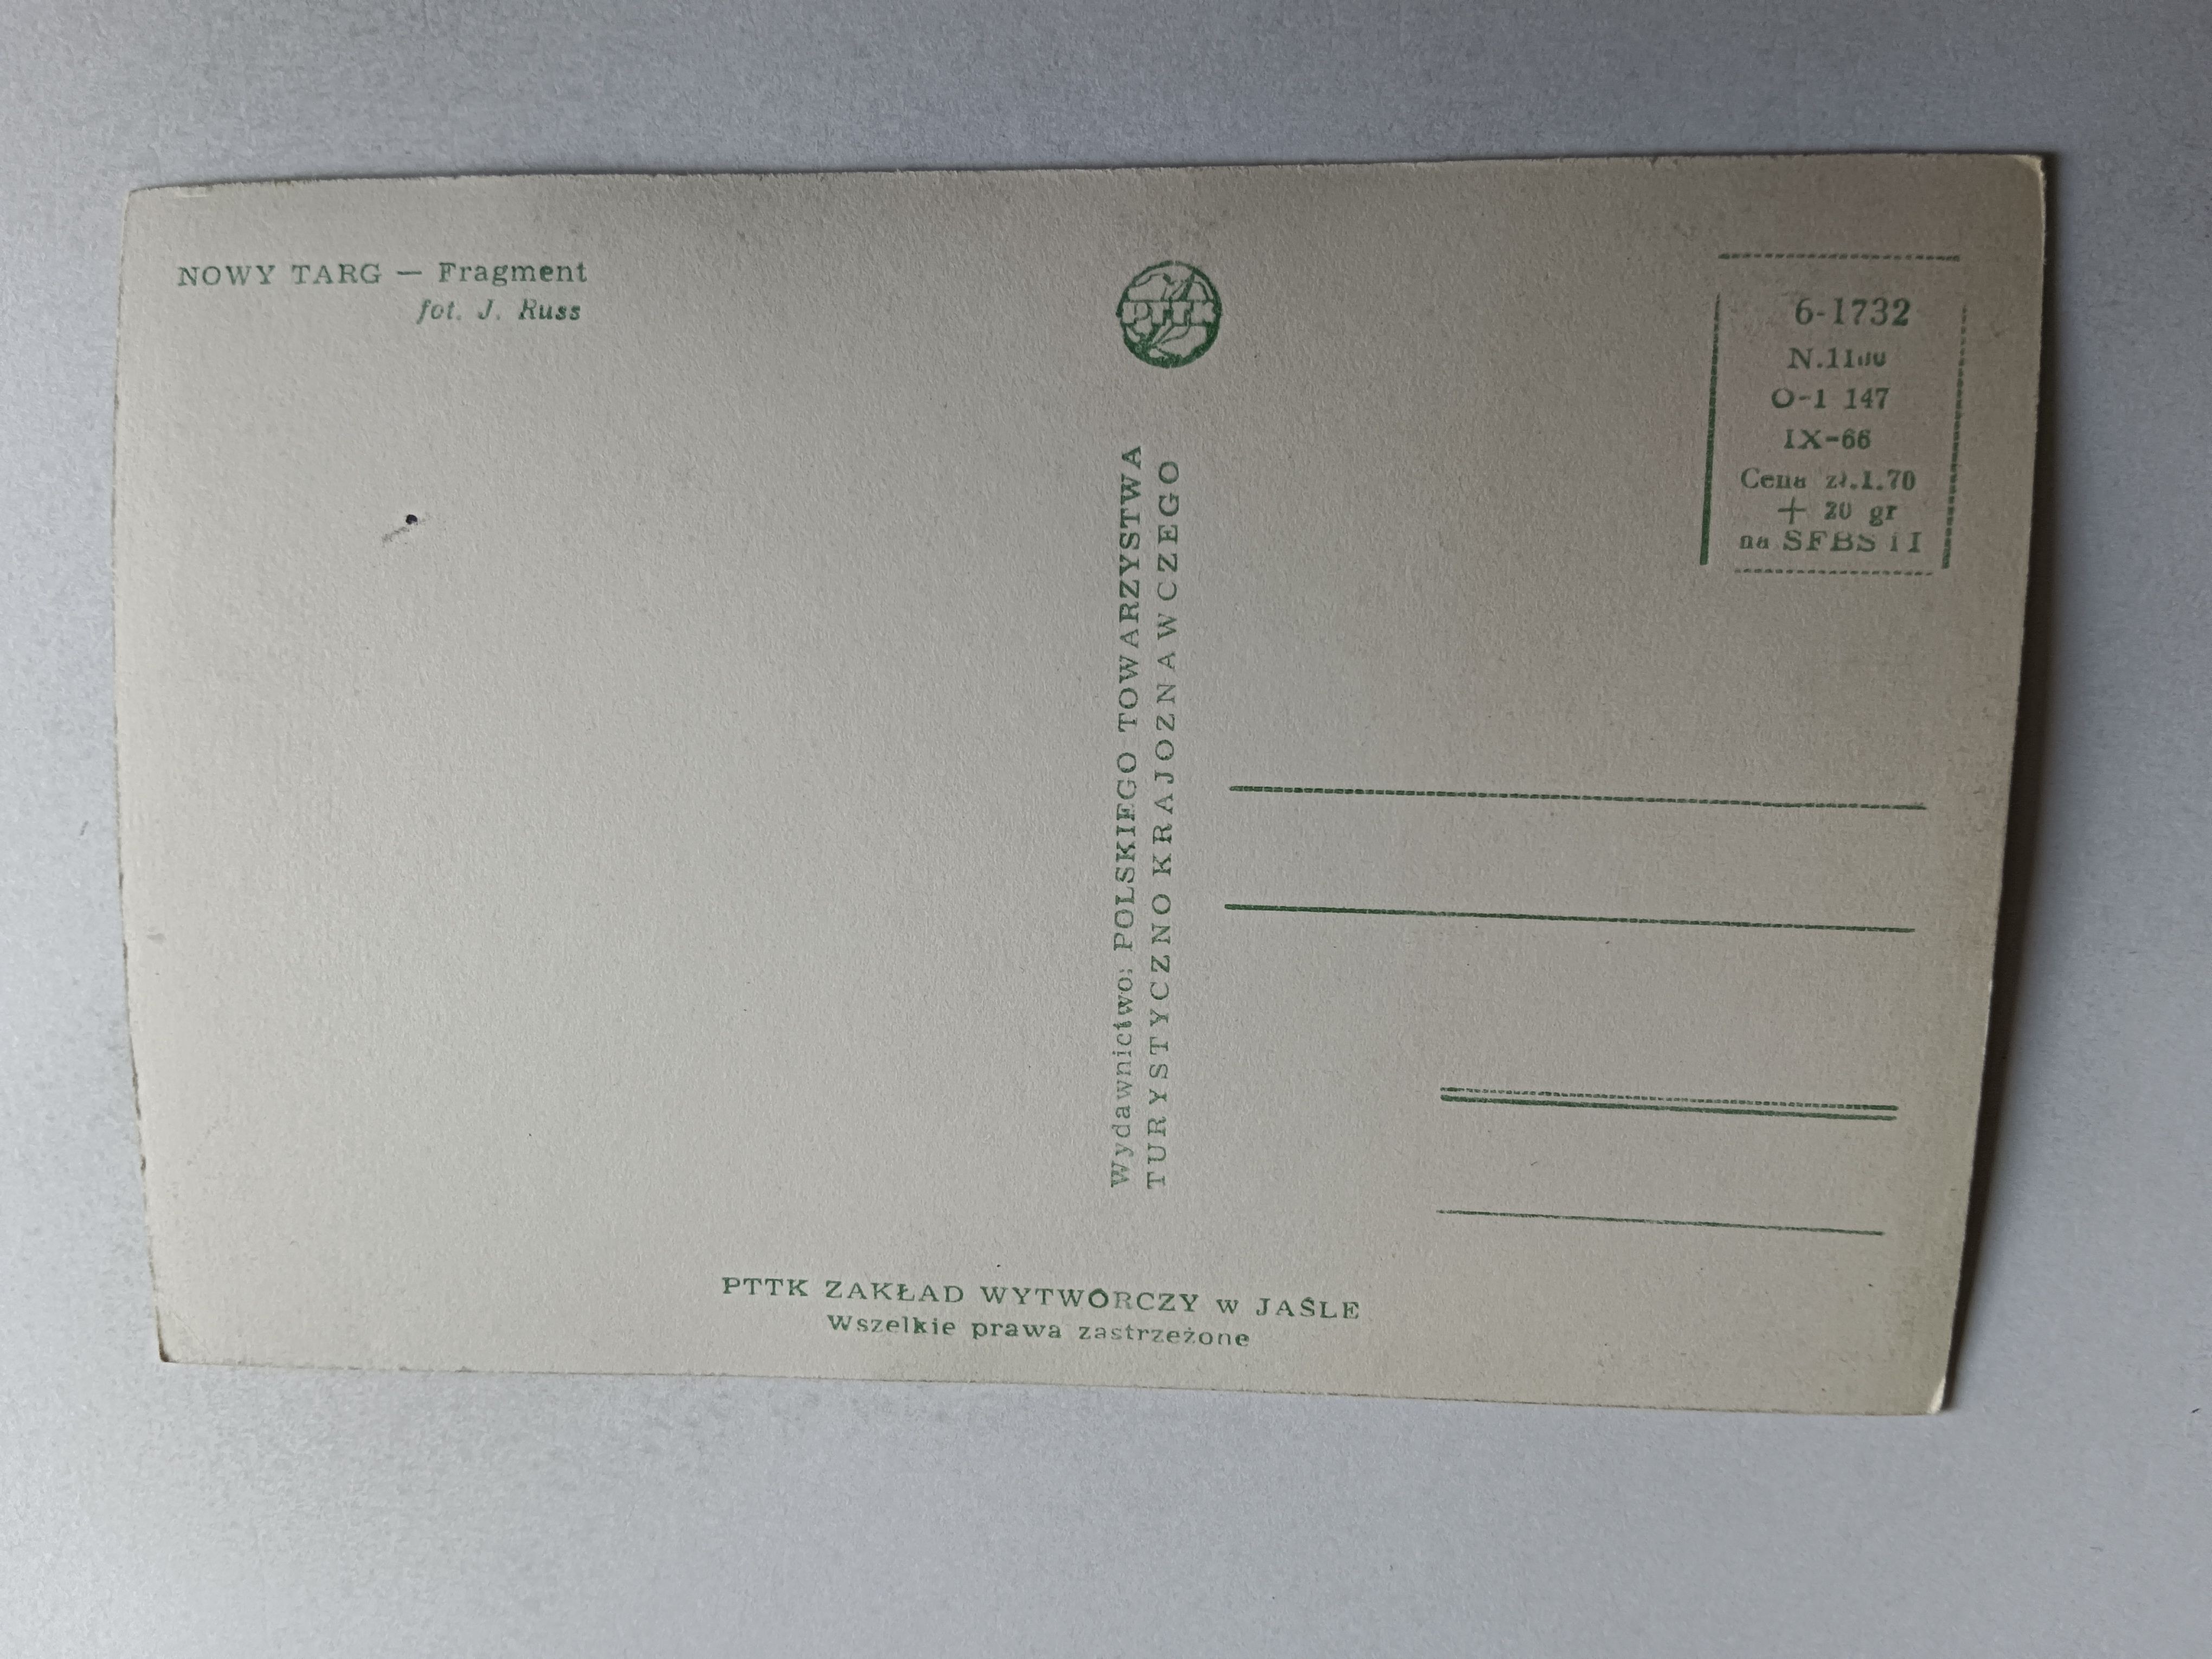 NOWY TARG — Fragment
fot. J. Russ
PTTK
6-1732
O-1 147
IX-66
Cena zł.1.70
+ 20 gr
na SFBS i I
Wydawnictwo: POLSKIEGO TOWARZYSTWA
TURYSTYCZNO KRAJOZNAWCZEGO
PTTK ZAKŁAD WYTWÓRCZY w JAŚLE
Wszelkie prawa zastrzeżone